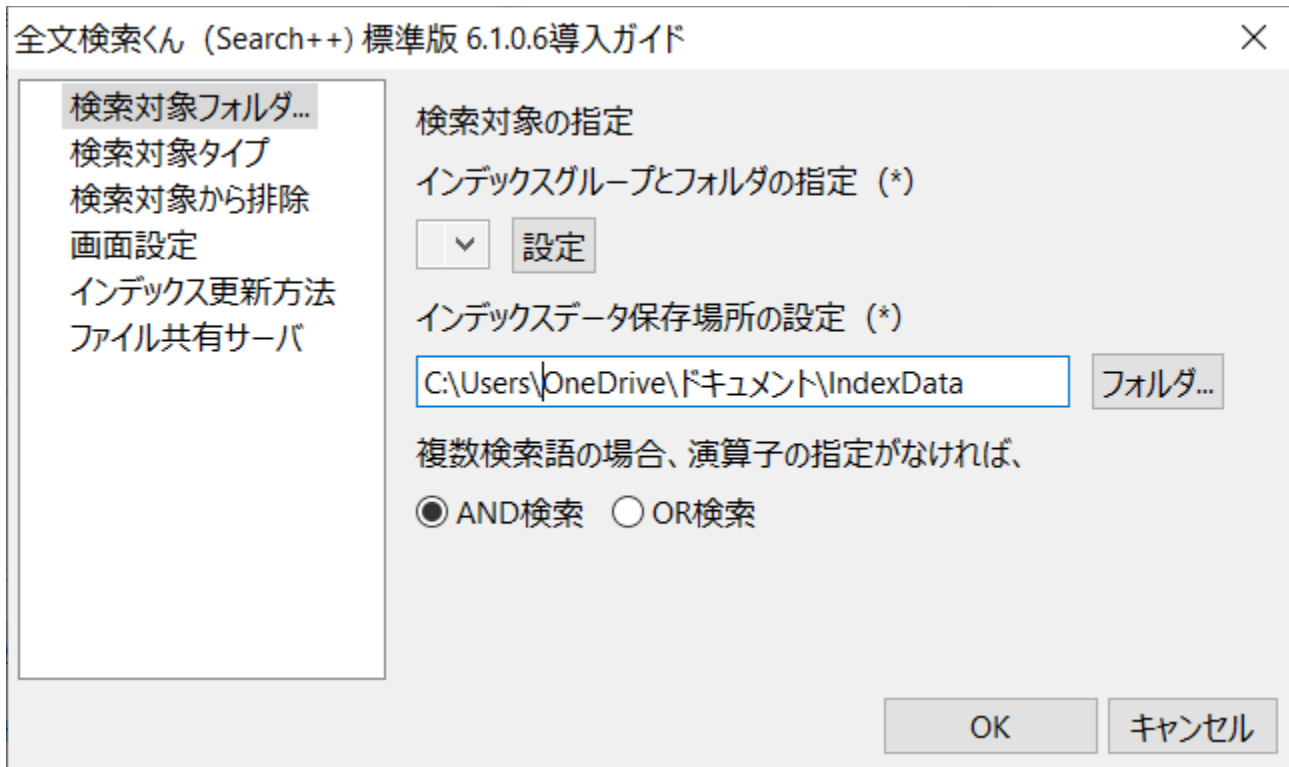 全文検索くん（Search++）標準版 6.1.0.6導入ガイド
検索対象フォルダ...
検索対象タイプ
検索対象から排除
画面設定
インデックス更新方法
ファイル共有サーバ
検索対象の指定
インデックスグループとフォルダの指定（*）
設定
インデックスデータ保存場所の設定（*）
C:\Users\OneDrive\ドキュメント\IndexData
フォルダ...
複数検索語の場合、演算子の指定がなければ、
AND検索 OR検索
OK キャンセル